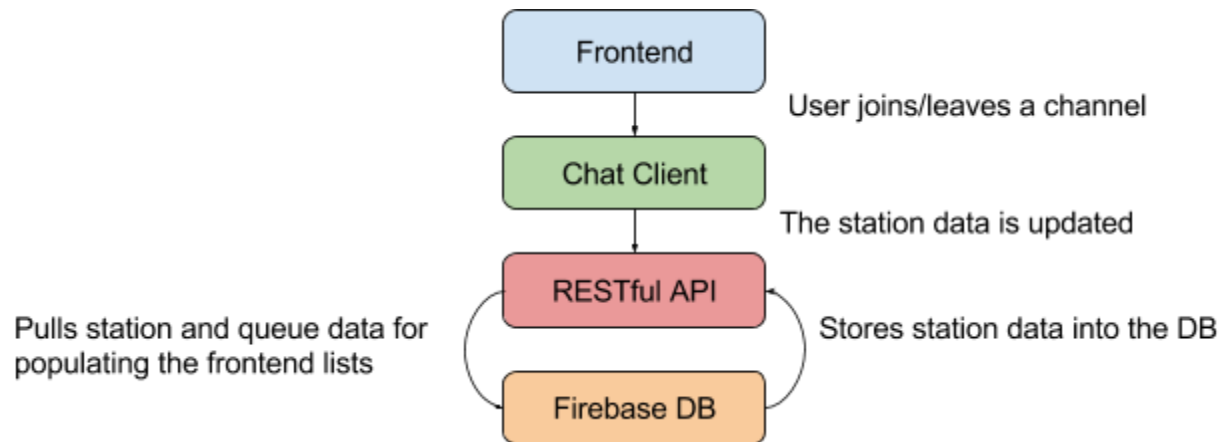 Frontend
User joins/leaves a channel
Chat Client
The station data is updated
RESTful API
Pulls station and queue data for
populating the frontend lists
Stores station data into the DB
Firebase DB